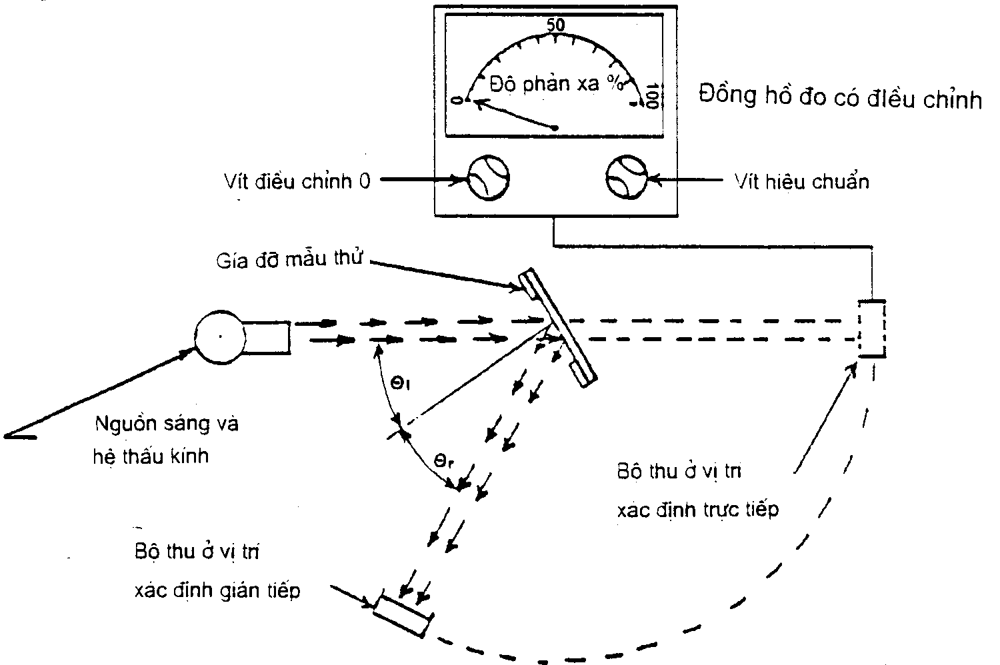 50
Độ phản xa %
0
100
Đồng hồ đo có điều chỉnh
Vít điều chỉnh 0
Vít hiêu chuẩn
Gía đỡ mẫu thử
Θi
Nguồn sáng và
hệ thấu kính
Θr
Bộ thu ở vị trí
xác định trực tiếp
Bộ thu ở vị trí
xác định gián tiếp